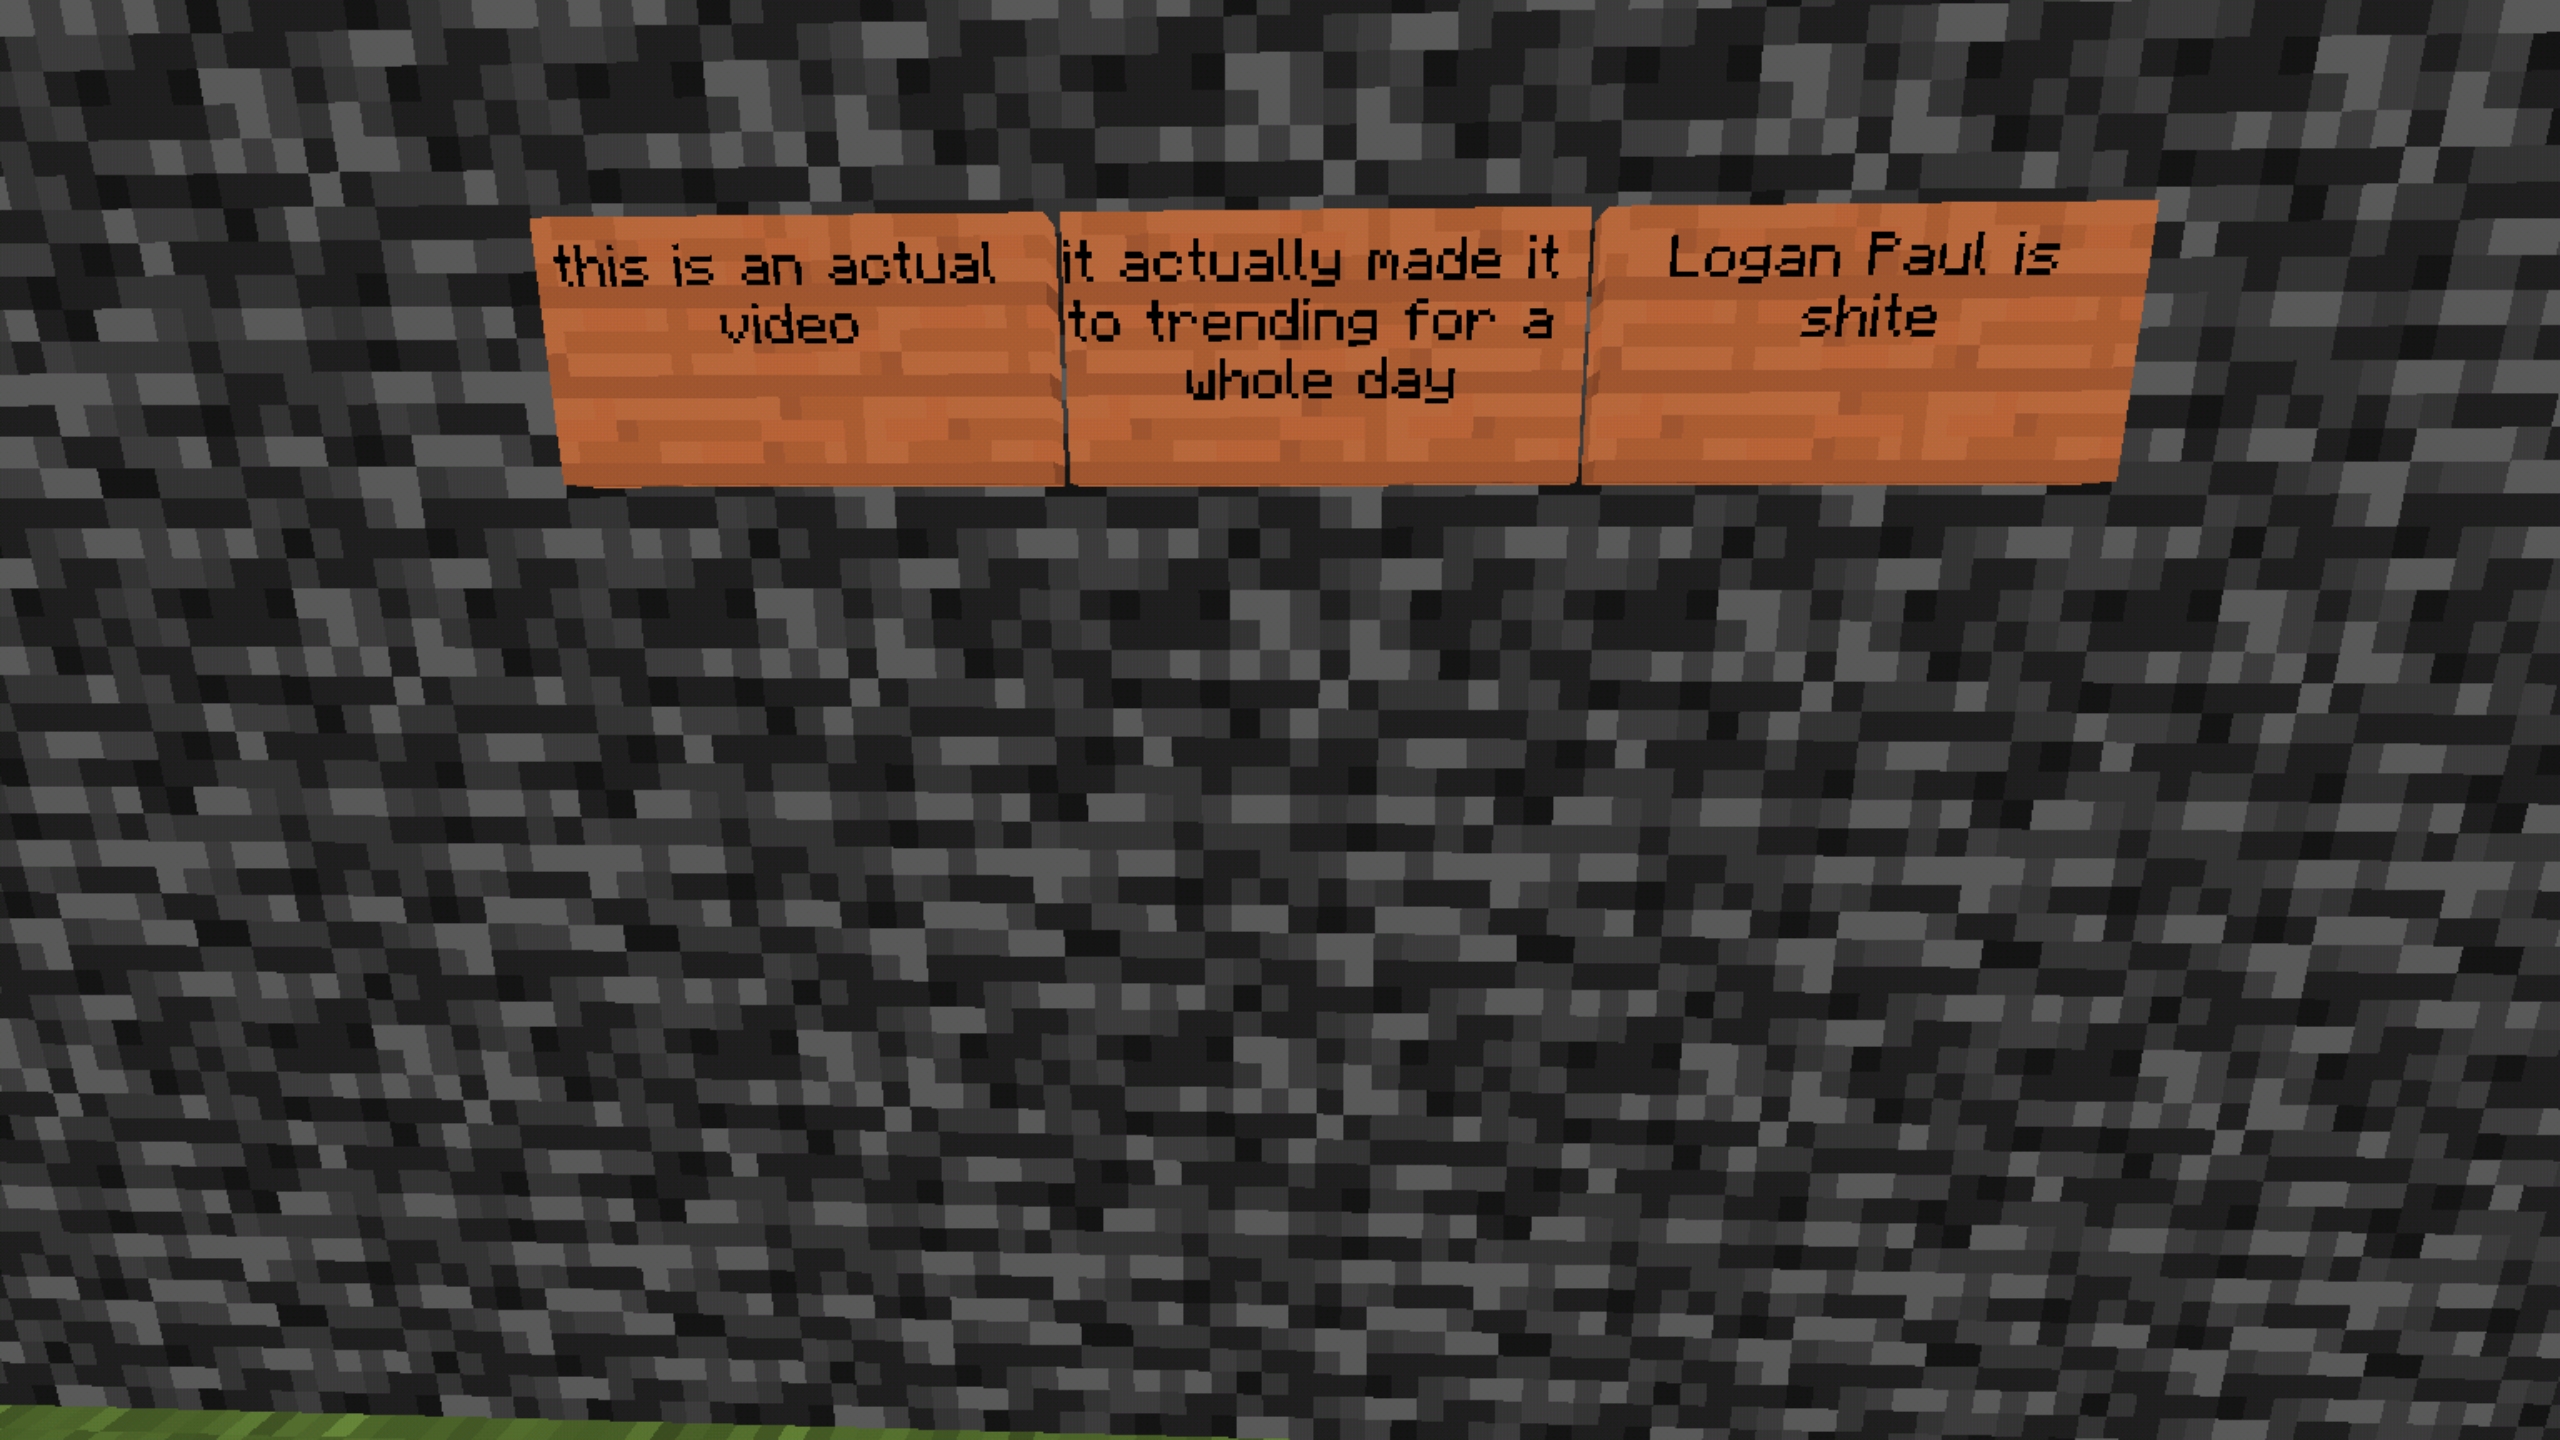 this is an actual
video
it actually made it
to trending for a
whole day
Logan Paul is
shite